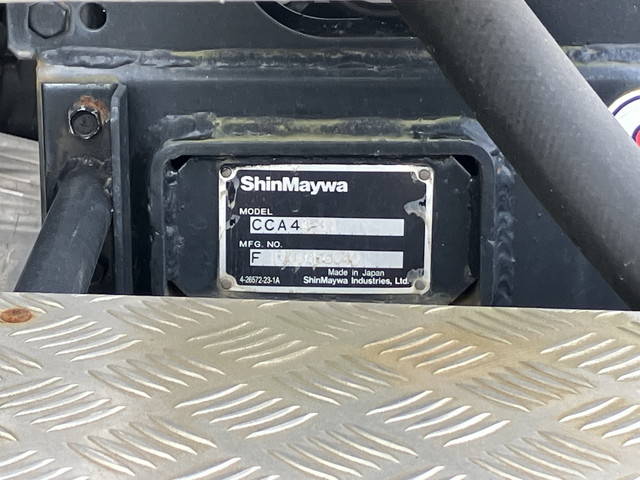 ShinMaywa
MODEL
CCA4
MFG. NO.
F
Made in Japan
4-26572-23-1A
ShinMaywa Industries, Ltd.